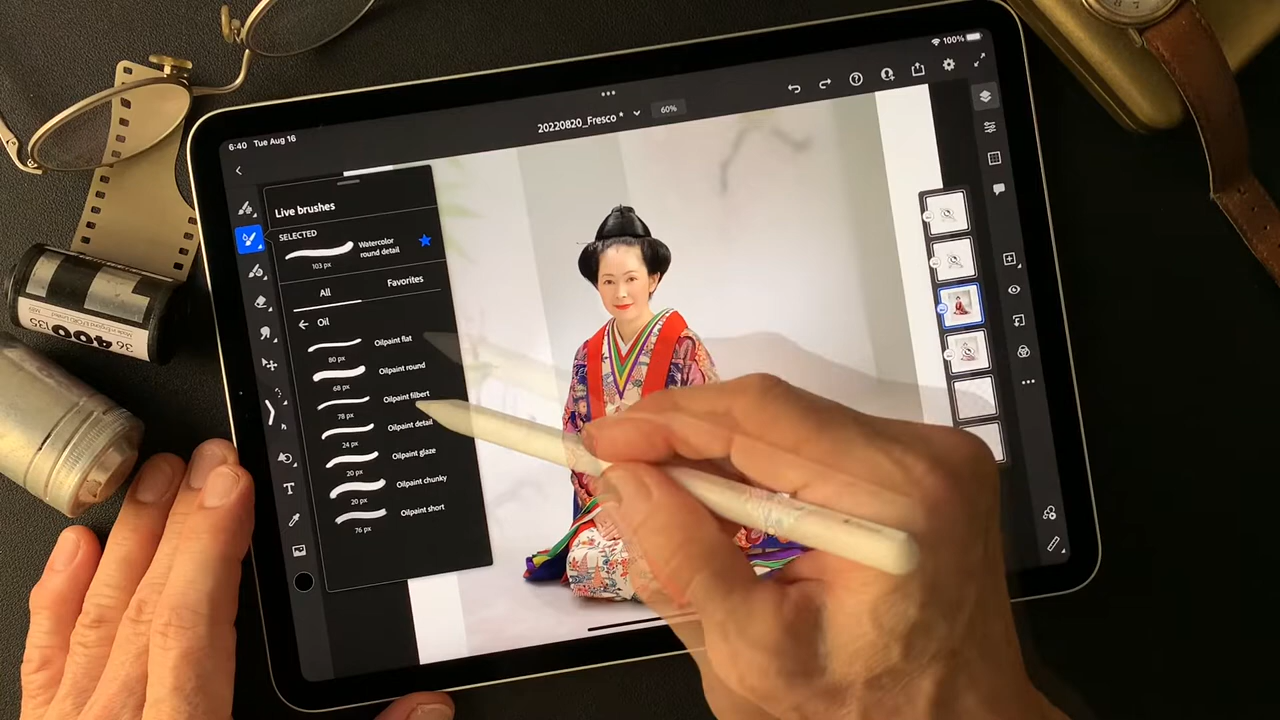 6:40 Tue Aug 16
100%
20220820_Fresco *
60%
Live brushes
SELECTED
Watercolor
round detail
103 px
All
Favorites
Oil
Oilpaint flat
80 px
Oilpaint round
68 px
Oilpaint filbert
78 px
Oilpaint detail
24 px
Oilpaint glaze
20 px
Oilpaint chunky
20 px
Oilpaint short
76 px
T
36
400
135